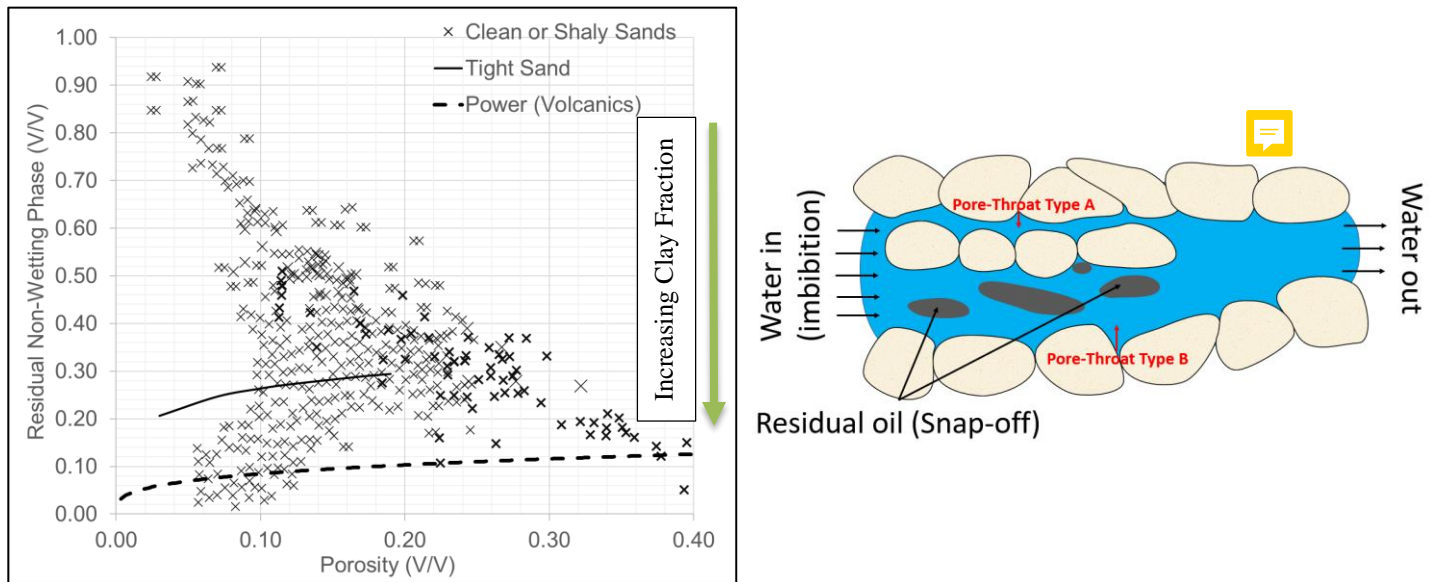 Clean or Shaly Sands
Tight Sand
Power (Volcanics)
1.00
0.90
0.80
0.70
0.60
0.50
0.40
0.30
0.20
0.10
0.00
Residual Non-Wetting Phase (V/V)
0.00 0.10 0.20 0.30 0.40
Porosity (V/V)
Increasing Clay Fraction
Water in
(imbibition)
Pore-Throat Type A
Pore-Throat Type B
Residual oil (Snap-off)
Water out